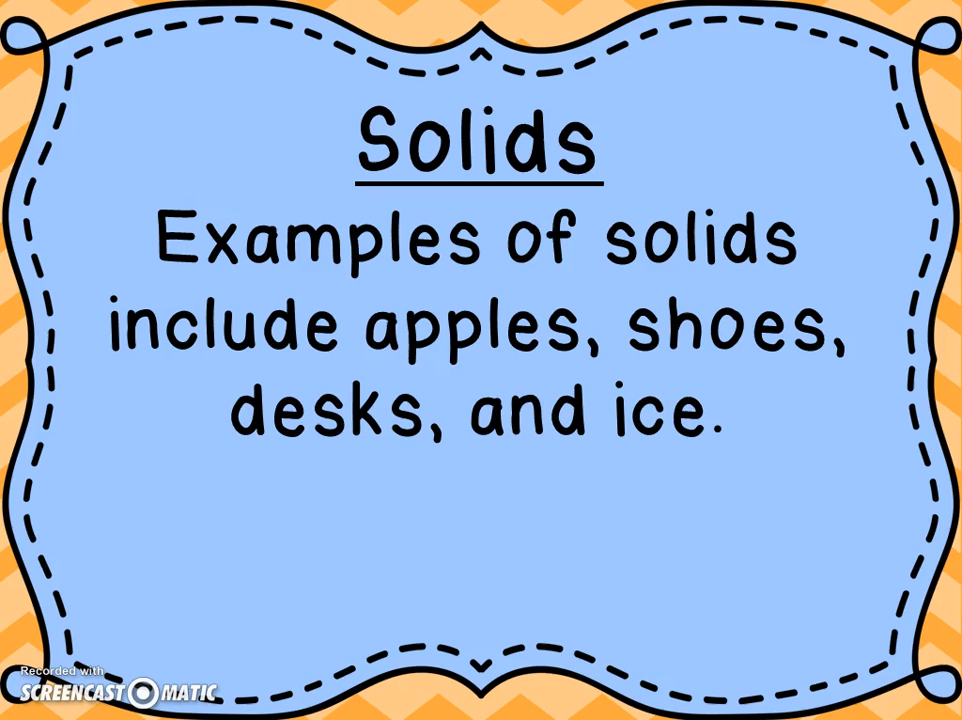 Solids
Examples of solids
include apples, shoes,
desks, and ice.
Recorded with
SCREENCAST MATIC